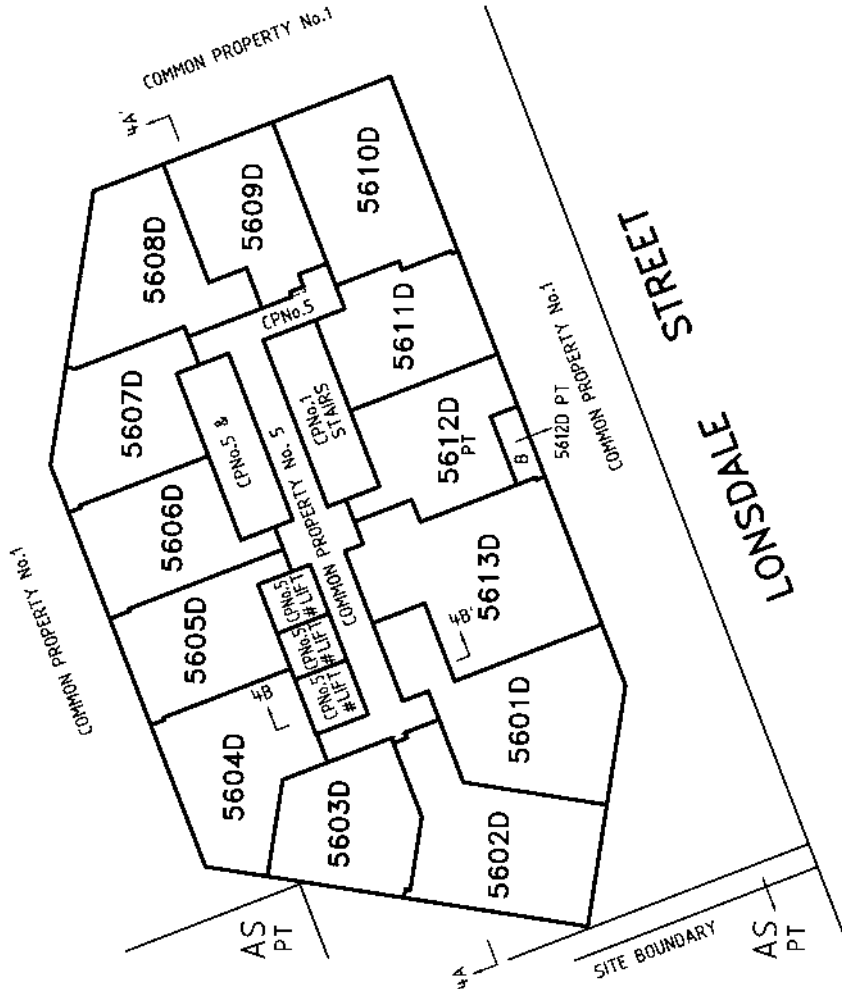 COMMON PROPERTY No.1
4A'
5608D
5609D
5610D
5607D
CPNo.5
5611D
CPNo.5 &
CPNo.1
STAIRS
COMMON PROPERTY No. 5
5606D
5612D
PT
B
5612D PT
COMMON PROPERTY No.1
LONSDALE STREET
COMMON PROPERTY No.1
5605D
CPNo.5
# LIFT
CPNo.5
# LIFT
CPNo.5
# LIFT
5613D
4B'
4B
5604D
5603D
5601D
5602D
AS
PT
4A
SITE BOUNDARY
AS
PT